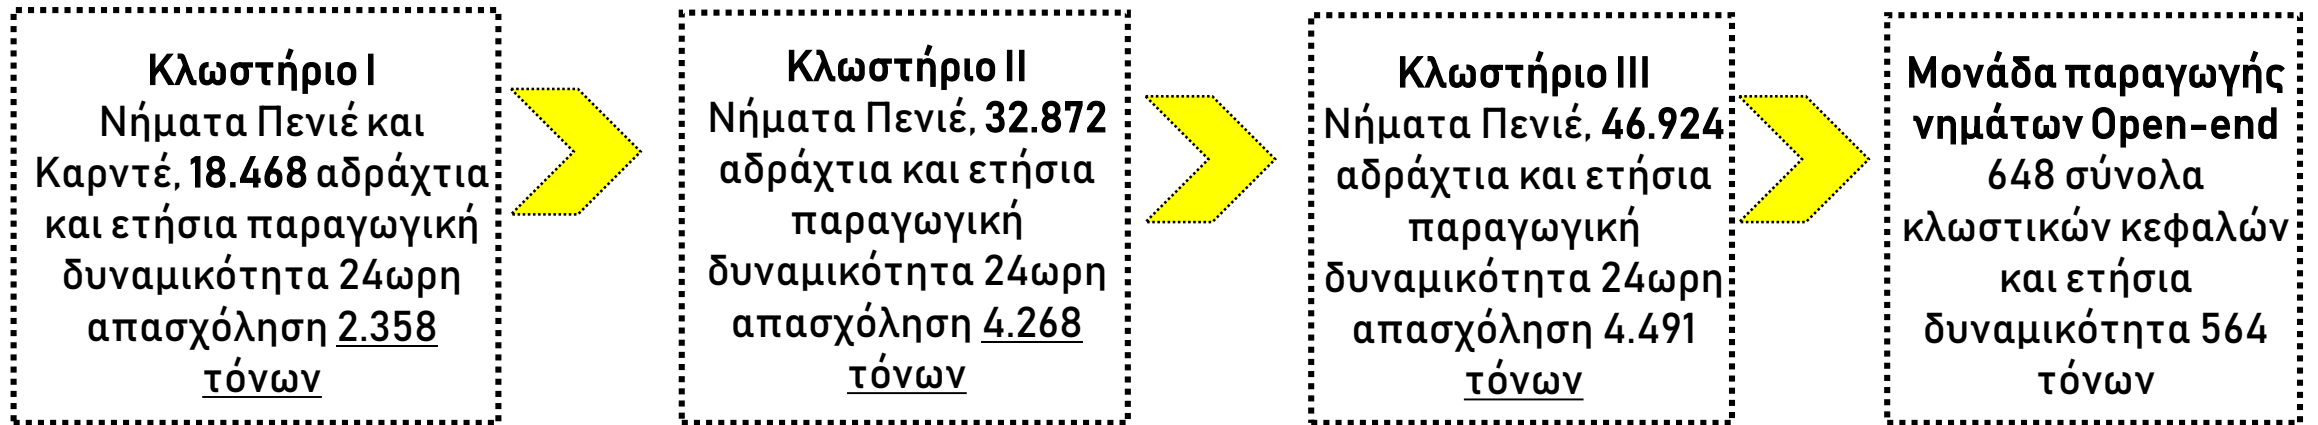 Κλωστήριο I
Νήματα Πενιέ και
Καρντέ, 18.468 αδράχτια
και ετήσια παραγωγική
δυναμικότητα 24ωρη
απασχόληση 2.358
τόνων
Κλωστήριο II
Νήματα Πενιέ, 32.872
αδράχτια και ετήσια
παραγωγική
δυναμικότητα 24ωρη
απασχόληση 4.268
τόνων
Κλωστήριο III
Νήματα Πενιέ, 46.924
αδράχτια και ετήσια
παραγωγική
δυναμικότητα 24ωρη
απασχόληση 4.491
τόνων
Μονάδα παραγωγής
νημάτων Open-end
648 σύνολα
κλωστικών κεφαλών
και ετήσια
δυναμικότητα 564
τόνων